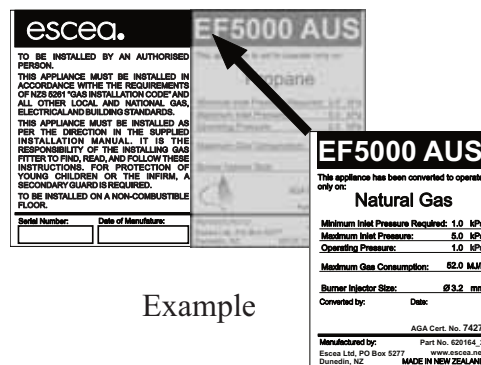 escea.
TO BE INSTALLED BY AN AUTHORISED
PERSON.
THIS APPLIANCE MUST BE INSTALLED IN
ACCORDANCE WITHE THE REQUIREMENTS
OF NZS 5261 "GAS INSTALLATION CODE" AND
ALL OTHER LOCAL AND NATIONAL GAS,
ELECTRICAL AND BUILDING STANDARDS.
THIS APPLIANCE MUST BE INSTALLED AS
PER THE DIRECTION IN THE SUPPLIED
INSTALLATION MANUAL. IT IS THE
RESPONSIBILITY OF THE INSTALLING GAS
FITTER TO FIND, READ, AND FOLLOW THESE
INSTRUCTIONS. FOR PROTECTION OF
YOUNG CHILDREN OR THE INFIRM, A
SECONDARY GUARD IS REQUIRED.
TO BE INSTALLED ON A NON-COMBUSTIBLE
FLOOR.
Serial Number: Date of Manufature:
EF5000 AUS
Propane
EF5000 AUS
This appliance has been converted to operate
only on:
Natural Gas
Minimum Inlet Pressure Required: 1.0 kP
Maximum Inlet Pressure: 5.0 kP
Operating Pressure: 1.0 kP
Maximum Gas Consumption: 52.0 MJ/
Burner Injector Size: Ø 3.2 mm
Converted by: Date:
AGA Cert. No. 7427
Manufactured by: Part No. 620164_
Escea Ltd, PO Box 5277 www.escea.ne
Dunedin, NZ MADE IN NEW ZEALAND
Example